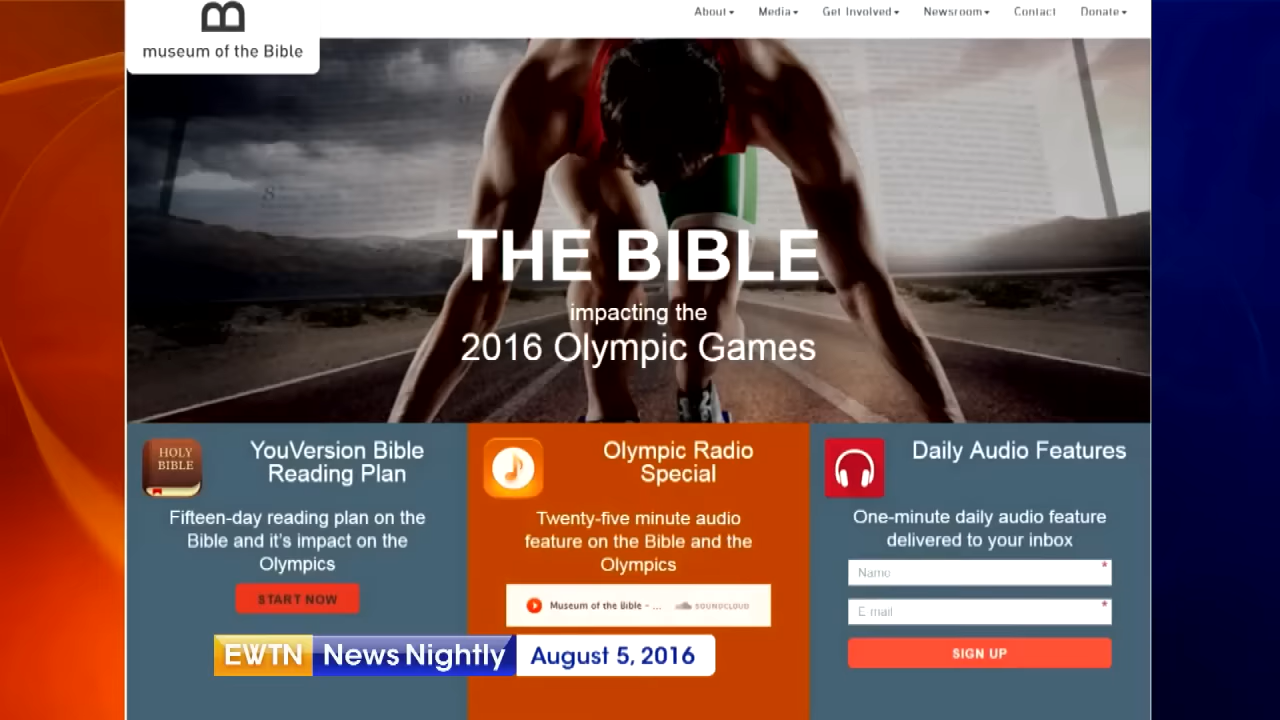 B
museum of the Bible
About Media Get Involved Newsroom Contact Donate
THE BIBLE
impacting the
2016 Olympic Games
HOLY
BIBLE
YouVersion Bible
Reading Plan
Fifteen-day reading plan on the
Bible and it's impact on the
Olympics
START NOW
Olympic Radio
Special
Twenty-five minute audio
feature on the Bible and the
Olympics
Museum of the Bible - ... SOUNDCLOUD
Daily Audio Features
One-minute daily audio feature
delivered to your inbox
Name *
E mail *
SIGN UP
EWTN News Nightly August 5, 2016